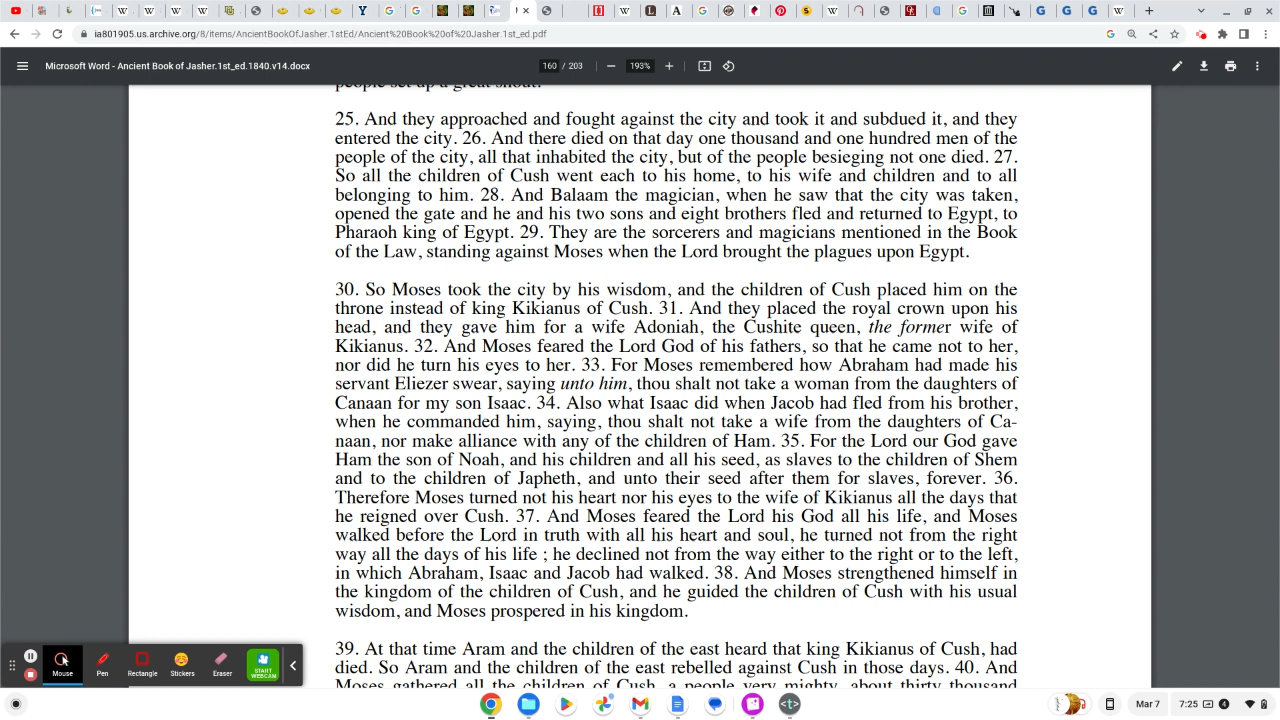 ia801905.us.archive.org/8/items/AncientBookOfJasher.1stEd/Ancient%20Book%20of%20Jasher.1st_ed.pdf
Microsoft Word - Ancient Book of Jasher.1st_ed.1840.v14.docx
160 / 203
193%
people set up a great shout.
25. And they approached and fought against the city and took it and subdued it, and they
entered the city. 26. And there died on that day one thousand and one hundred men of the
people of the city, all that inhabited the city, but of the people besieging not one died. 27.
So all the children of Cush went each to his home, to his wife and children and to all
belonging to him. 28. And Balaam the magician, when he saw that the city was taken,
opened the gate and he and his two sons and eight brothers fled and returned to Egypt, to
Pharaoh king of Egypt. 29. They are the sorcerers and magicians mentioned in the Book
of the Law, standing against Moses when the Lord brought the plagues upon Egypt.
30. So Moses took the city by his wisdom, and the children of Cush placed him on the
throne instead of king Kikianus of Cush. 31. And they placed the royal crown upon his
head, and they gave him for a wife Adoniah, the Cushite queen, the former wife of
Kikianus. 32. And Moses feared the Lord God of his fathers, so that he came not to her,
nor did he turn his eyes to her. 33. For Moses remembered how Abraham had made his
servant Eliezer swear, saying unto him, thou shalt not take a woman from the daughters of
Canaan for my son Isaac. 34. Also what Isaac did when Jacob had fled from his brother,
when he commanded him, saying, thou shalt not take a wife from the daughters of Ca-
naan, nor make alliance with any of the children of Ham. 35. For the Lord our God gave
Ham the son of Noah, and his children and all his seed, as slaves to the children of Shem
and to the children of Japheth, and unto their seed after them for slaves, forever. 36.
Therefore Moses turned not his heart nor his eyes to the wife of Kikianus all the days that
he reigned over Cush. 37. And Moses feared the Lord his God all his life, and Moses
walked before the Lord in truth with all his heart and soul, he turned not from the right
way all the days of his life ; he declined not from the way either to the right or to the left,
in which Abraham, Isaac and Jacob had walked. 38. And Moses strengthened himself in
the kingdom of the children of Cush, and he guided the children of Cush with his usual
wisdom, and Moses prospered in his kingdom.
39. At that time Aram and the children of the east heard that king Kikianus of Cush, had
died. So Aram and the children of the east rebelled against Cush in those days. 40. And
Moses gathered all the children of Cush, a people very mighty, about thirty thousand
Mouse
Pen
Rectangle
Stickers
Eraser
START
WEBCAM
Mar 7
7:25
4